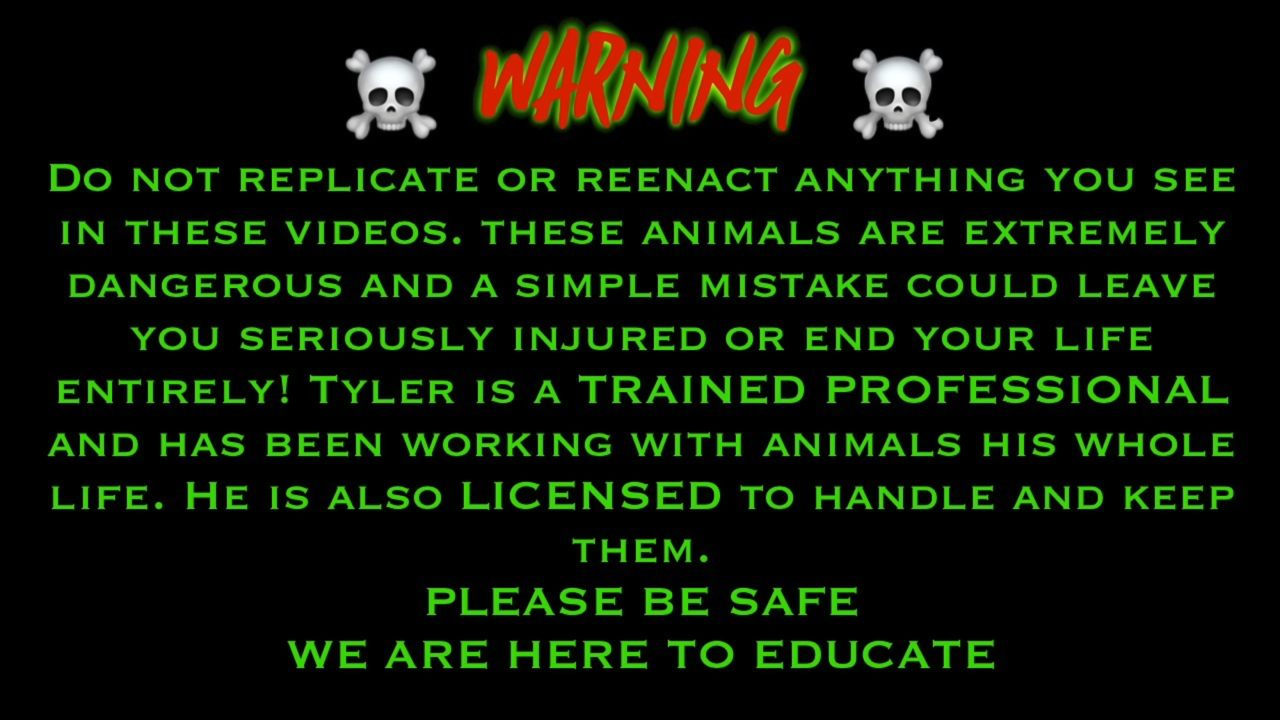 WARNING
Do not replicate or reenact anything you see
in these videos. these animals are extremely
dangerous and a simple mistake could leave
you seriously injured or end your life
entirely! Tyler is a TRAINED PROFESSIONAL
and has been working with animals his whole
life. He is also LICENSED to handle and keep
them.
PLEASE BE SAFE
WE ARE HERE TO EDUCATE